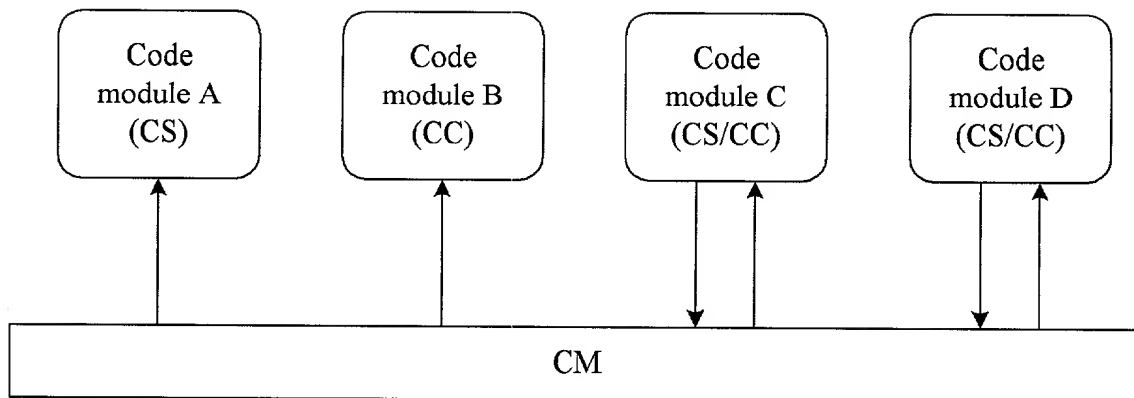 Code
module A
(CS)
Code
module B
(CC)
Code
module C
(CS/CC)
Code
module D
(CS/CC)
CM